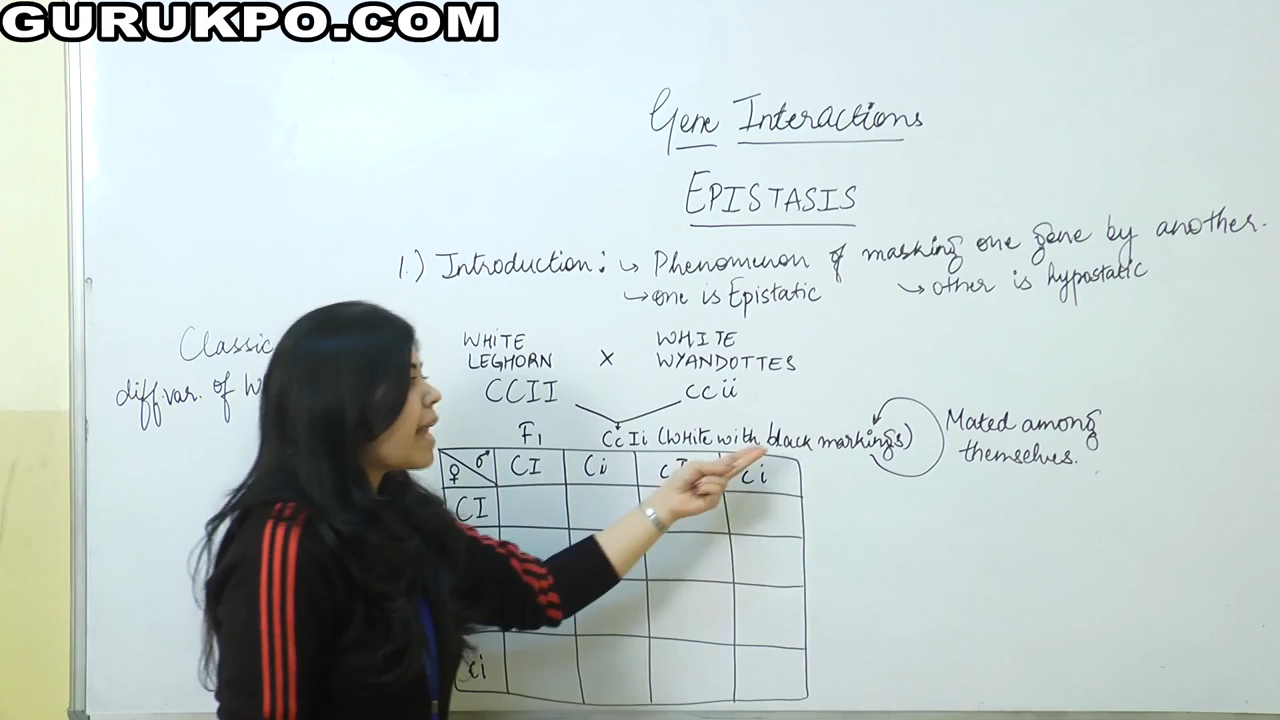 GURUKPO.COM
Gene Interactions
EPISTASIS
1.) Introduction: ↳ Phenomenon of masking one gene by another.
↳ one is Epistatic ↳ other is hypostatic
Classic
diff var. of W
WHITE LEGHORN X WHITE WYANDOTTES
CCII ccii
F1 CcIi (White with black markings)
Mated among
themselves.
♀ ♂ CI Ci cI ci
CI
ci